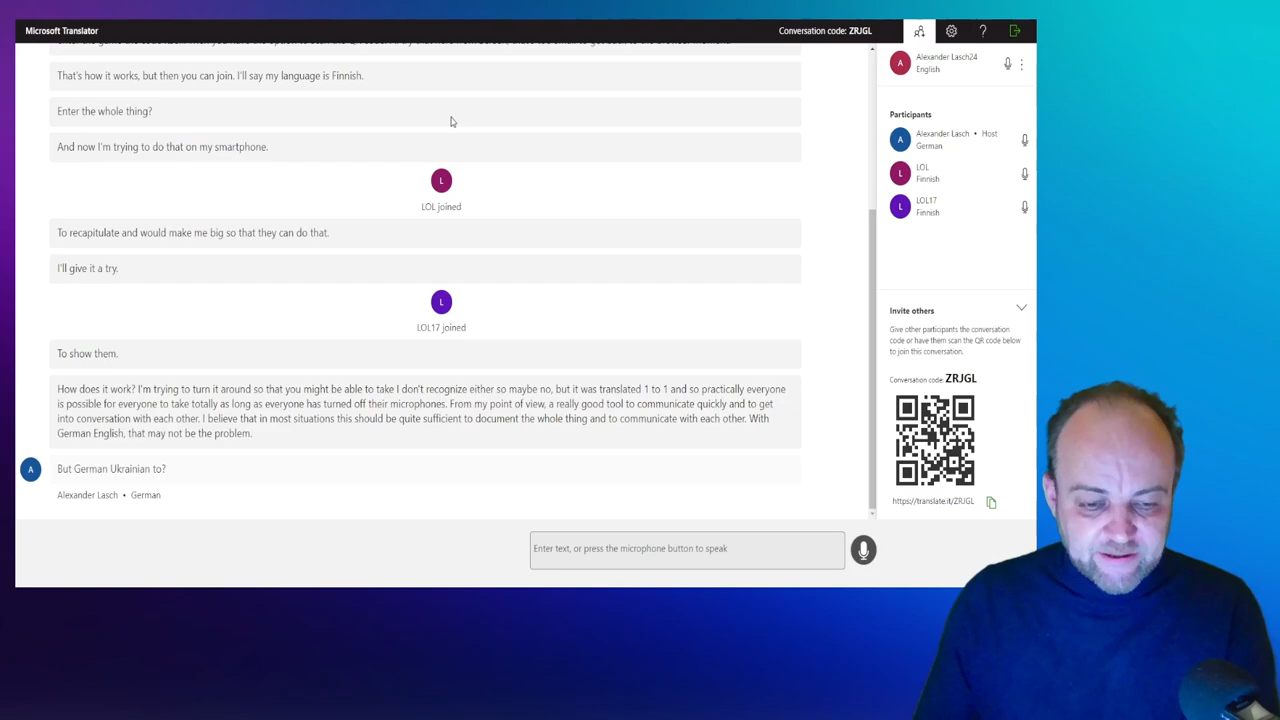 Microsoft Translator
Conversation code: ZRJGL
That's how it works, but then you can join. I'll say my language is Finnish.
Enter the whole thing?
And now I'm trying to do that on my smartphone.
L
LOL joined
To recapitulate and would make me big so that they can do that.
I'll give it a try.
L
LOL17 joined
To show them.
How does it work? I'm trying to turn it around so that you might be able to take I don't recognize either so maybe no, but it was translated 1 to 1 and so practically everyone
is possible for everyone to take totally as long as everyone has turned off their microphones. From my point of view, a really good tool to communicate quickly and to get
into conversation with each other. I believe that in most situations this should be quite sufficient to document the whole thing and to communicate with each other. With
German English, that may not be the problem.
A
But German Ukrainian to?
Alexander Lasch • German
Enter text, or press the microphone button to speak
A
Alexander Lasch24
English
Participants
A
Alexander Lasch • Host
German
L
LOL
Finnish
L
LOL17
Finnish
Invite others
Give other participants the conversation
code or have them scan the QR code below
to join this conversation.
Conversation code: ZRJGL
https://translate.it/ZRJGL